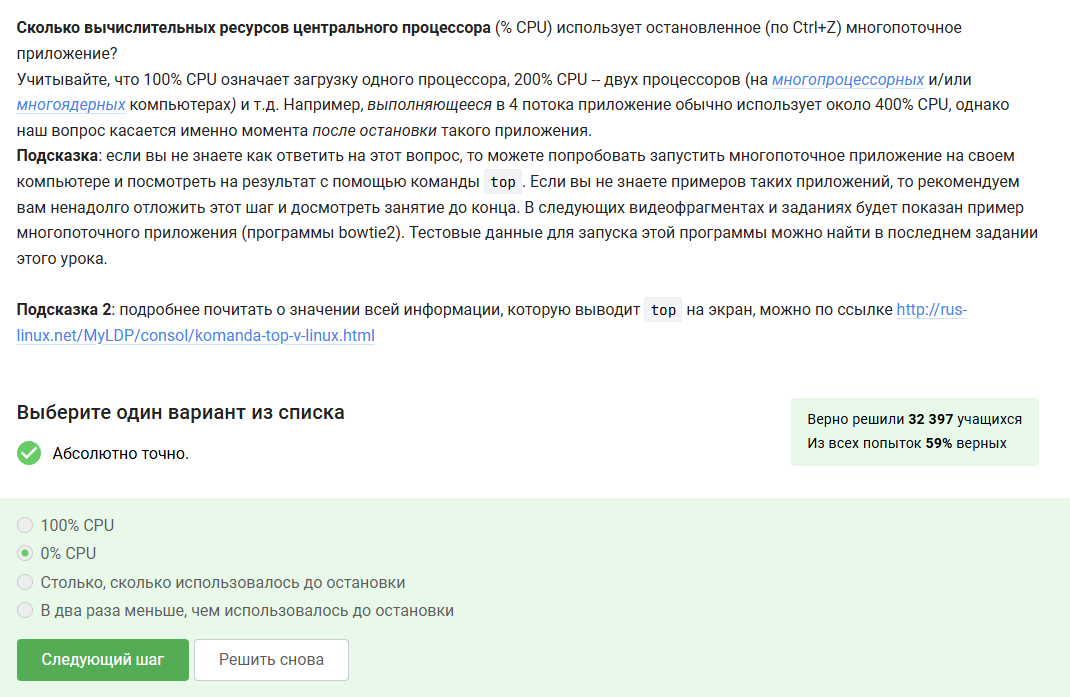 Сколько вычислительных ресурсов центрального процессора (% CPU) использует остановленное (по Ctrl+Z) многопоточное
приложение?
Учитывайте, что 100% CPU означает загрузку одного процессора, 200% CPU -- двух процессоров (на многопроцессорных и/или
многоядерных компьютерах) и т.д. Например, выполняющееся в 4 потока приложение обычно использует около 400% CPU, однако
наш вопрос касается именно момента после остановки такого приложения.
Подсказка: если вы не знаете как ответить на этот вопрос, то можете попробовать запустить многопоточное приложение на своем
компьютере и посмотреть на результат с помощью команды top . Если вы не знаете примеров таких приложений, то рекомендуем
вам ненадолго отложить этот шаг и досмотреть занятие до конца. В следующих видеофрагментах и заданиях будет показан пример
многопоточного приложения (программы bowtie2). Тестовые данные для запуска этой программы можно найти в последнем задании
этого урока.
Подсказка 2: подробнее почитать о значении всей информации, которую выводит top на экран, можно по ссылке http://rus-
linux.net/MyLDP/consol/komanda-top-v-linux.html
Выберите один вариант из списка
Верно решили 32 397 учащихся
Из всех попыток 59% верных
Абсолютно точно.
100% CPU
0% CPU
Столько, сколько использовалось до остановки
В два раза меньше, чем использовалось до остановки
Следующий шаг
Решить снова